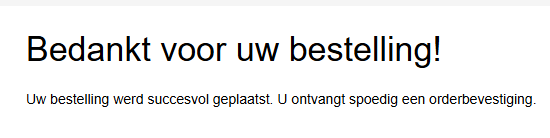 Bedankt voor uw bestelling!
Uw bestelling werd succesvol geplaatst. U ontvangt spoedig een orderbevestiging.